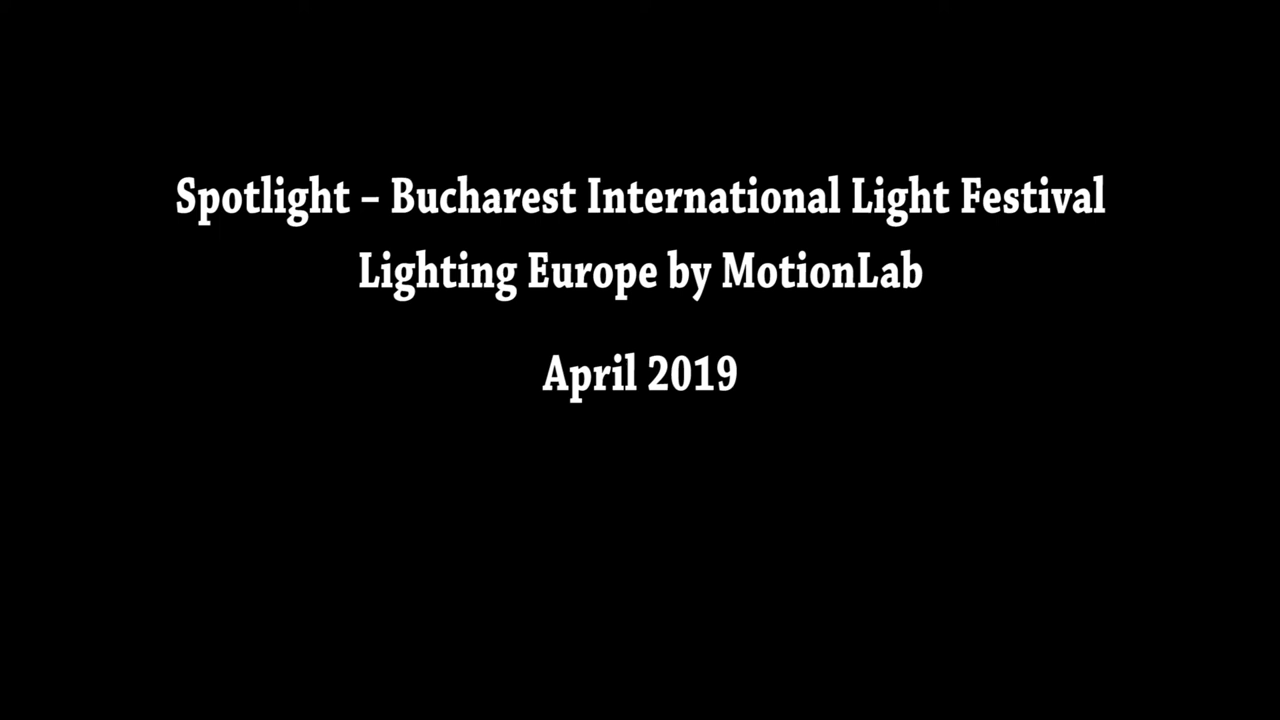 Spotlight – Bucharest International Light Festival
Lighting Europe by MotionLab
April 2019